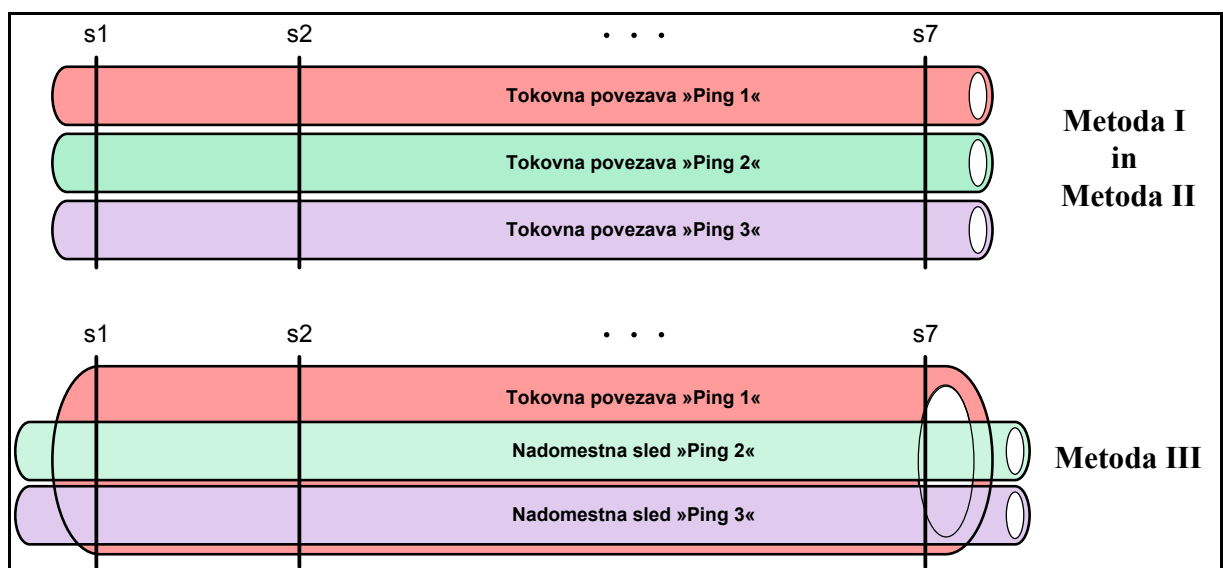 s1 s2 . . . s7
Tokovna povezava »Ping 1«
Tokovna povezava »Ping 2«
Tokovna povezava »Ping 3«
Metoda I
in
Metoda II
s1 s2 . . . s7
Tokovna povezava »Ping 1«
Nadomestna sled »Ping 2«
Nadomestna sled »Ping 3«
Metoda III